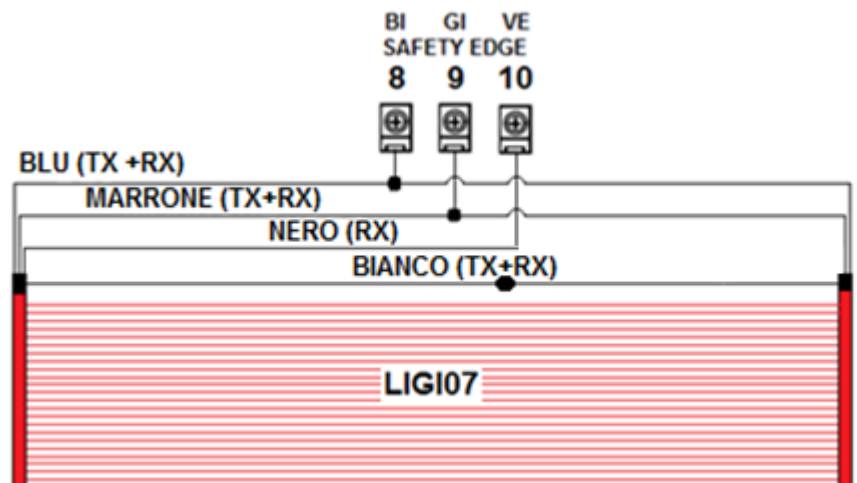 BI GI VE
SAFETY EDGE
8 9 10
BLU (TX +RX)
MARRONE (TX+RX)
NERO (RX)
BIANCO (TX+RX)
LIGI07